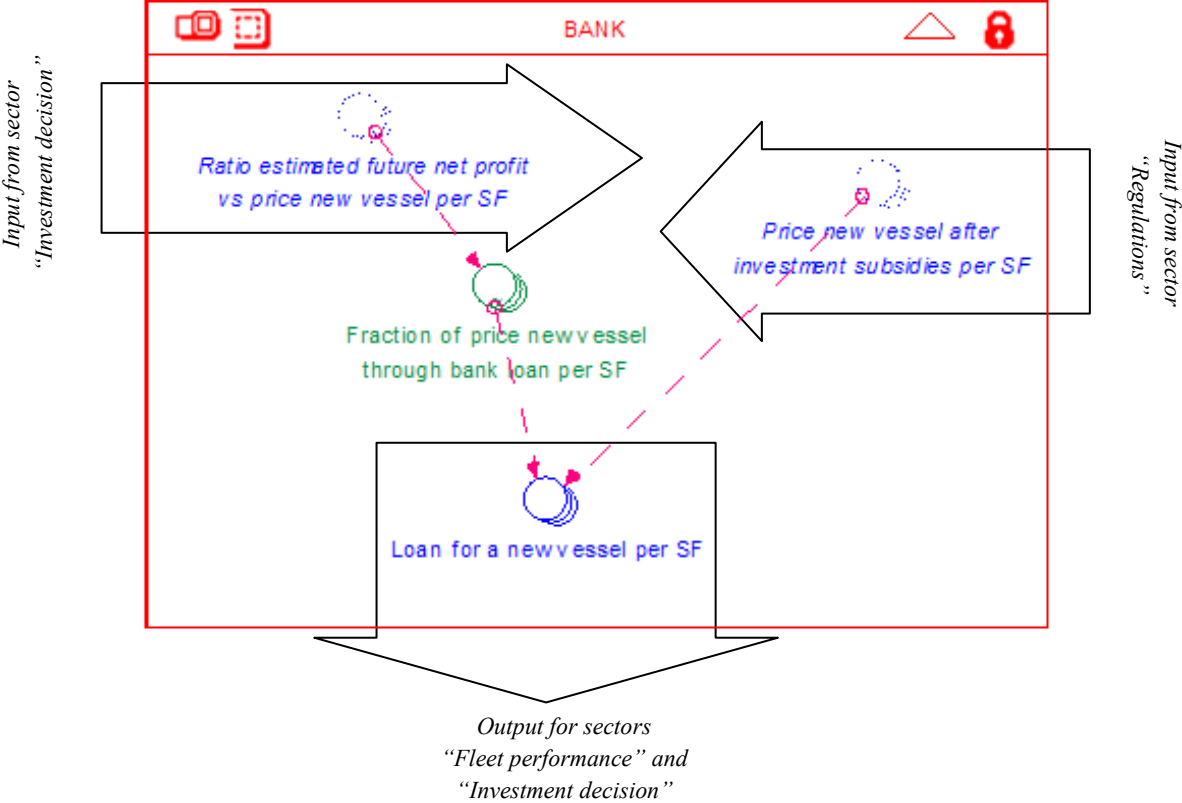 BANK
Input from sector
“Investment decision”
Ratio estimated future net profit
vs price new vessel per SF
Price new vessel after
investment subsidies per SF
Input from sector
“Regulations”
Fraction of price new vessel
through bank loan per SF
Loan for a new vessel per SF
Output for sectors
“Fleet performance” and
“Investment decision”